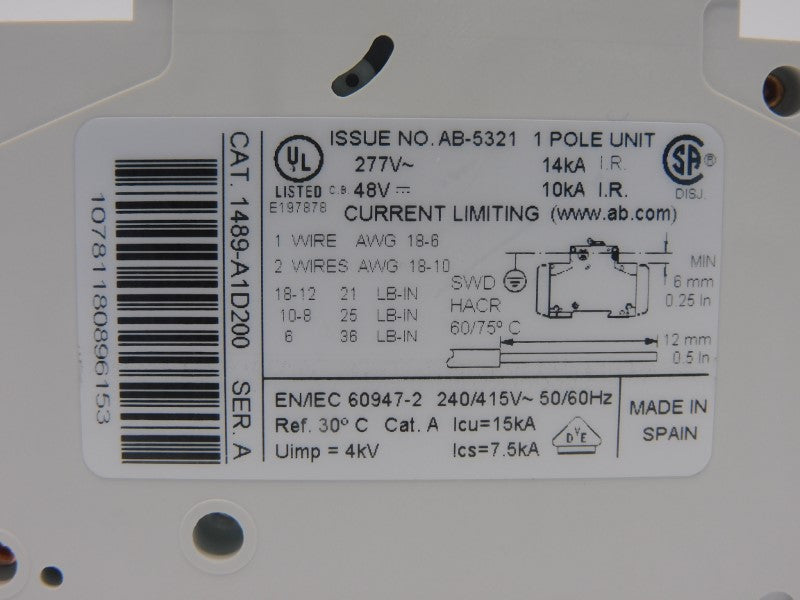 CAT. 1489-A1D200 SER. A
10781180896153
UL
LISTED
E197878
C.B.
ISSUE NO. AB-5321 1 POLE UNIT
277V~ 14kA I.R.
48V⎓ 10kA I.R.
SA ®
DISJ.
CURRENT LIMITING (www.ab.com)
1 WIRE AWG 18-6
2 WIRES AWG 18-10
18-12 21 LB-IN
10-8 25 LB-IN
6 36 LB-IN
SWD
HACR
60/75° C
MIN
6 mm
0.25 In
12 mm
0.5 In
EN/IEC 60947-2 240/415V~ 50/60Hz
Ref. 30° C Cat. A Icu=15kA
Uimp = 4kV Ics=7.5kA
DVE
MADE IN
SPAIN